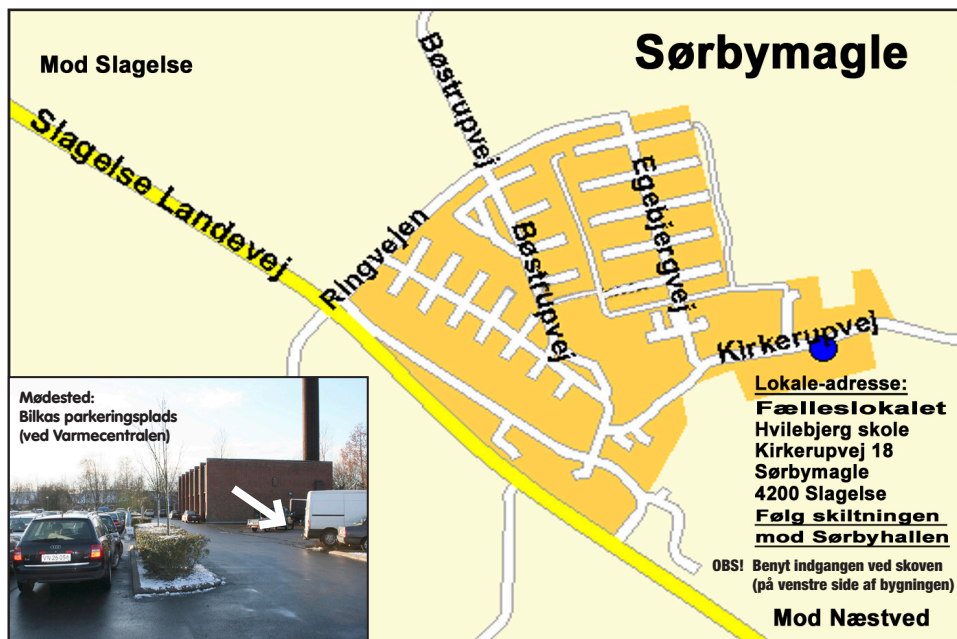 Sørbymagle
Mod Slagelse
Bøstrupvej
Slagelse Landevej
Ringvejen
Bøstrupvej
Egebjergvej
Kirkerupvej
Mødested:
Bilkas parkeringsplads
(ved Varmecentralen)
Lokale-adresse:
Fælleslokalet
Hvilebjerg skole
Kirkerupvej 18
Sørbymagle
4200 Slagelse
Følg skiltningen
mod Sørbyhallen
OBS! Benyt indgangen ved skoven
(på venstre side af bygningen)
Mod Næstved